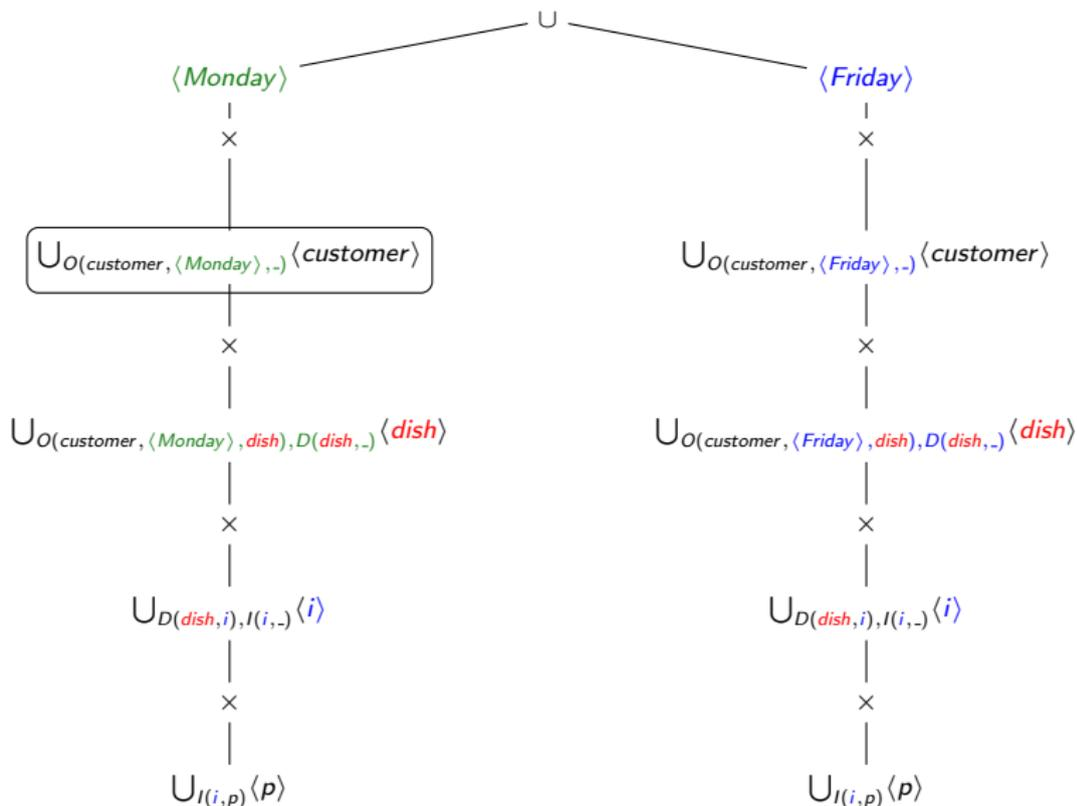 ∪
⟨Monday⟩ ⟨Friday⟩
× ×
⋃O(customer,⟨Monday⟩,_)⟨customer⟩ ⋃O(customer,⟨Friday⟩,_)⟨customer⟩
× ×
⋃O(customer,⟨Monday⟩,dish),D(dish,_)⟨dish⟩ ⋃O(customer,⟨Friday⟩,dish),D(dish,_)⟨dish⟩
× ×
⋃D(dish,i),I(i,_)⟨i⟩ ⋃D(dish,i),I(i,_)⟨i⟩
× ×
⋃I(i,p)⟨p⟩ ⋃I(i,p)⟨p⟩